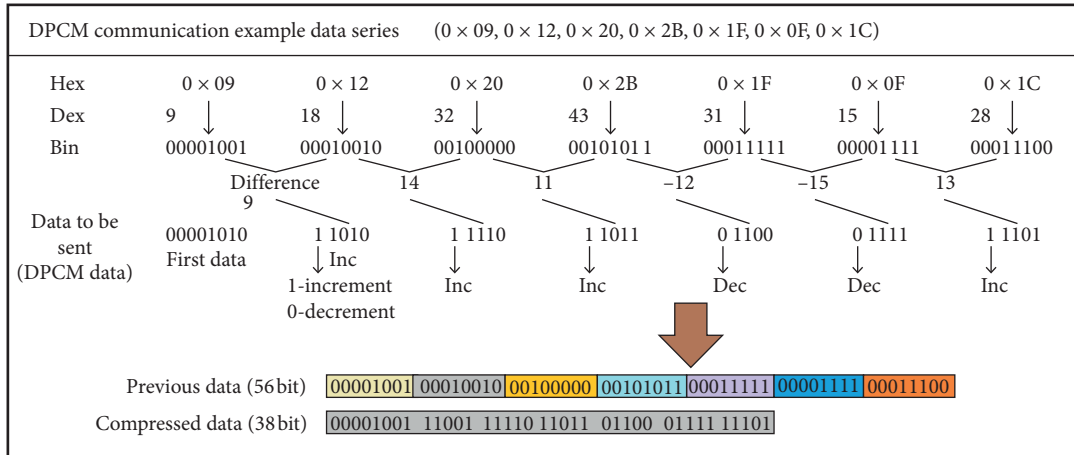 DPCM communication example data series (0 × 09, 0 × 12, 0 × 20, 0 × 2B, 0 × 1F, 0 × 0F, 0 × 1C)
Hex 0 × 09 0 × 12 0 × 20 0 × 2B 0 × 1F 0 × 0F 0 × 1C
Dex 9 18 32 43 31 15 28
Bin 00001001 00010010 00100000 00101011 00011111 00001111 00011100
Difference 14 11 –12 –15 13
9
Data to be sent (DPCM data)
00001010 1 1010 1 1110 1 1011 0 1100 0 1111 1 1101
First data Inc
1-increment Inc Inc Dec Dec Inc
0-decrement
Previous data (56 bit) 00001001 00010010 00100000 00101011 00011111 00001111 00011100
Compressed data (38 bit) 00001001 11001 11110 11011 01100 01111 11101